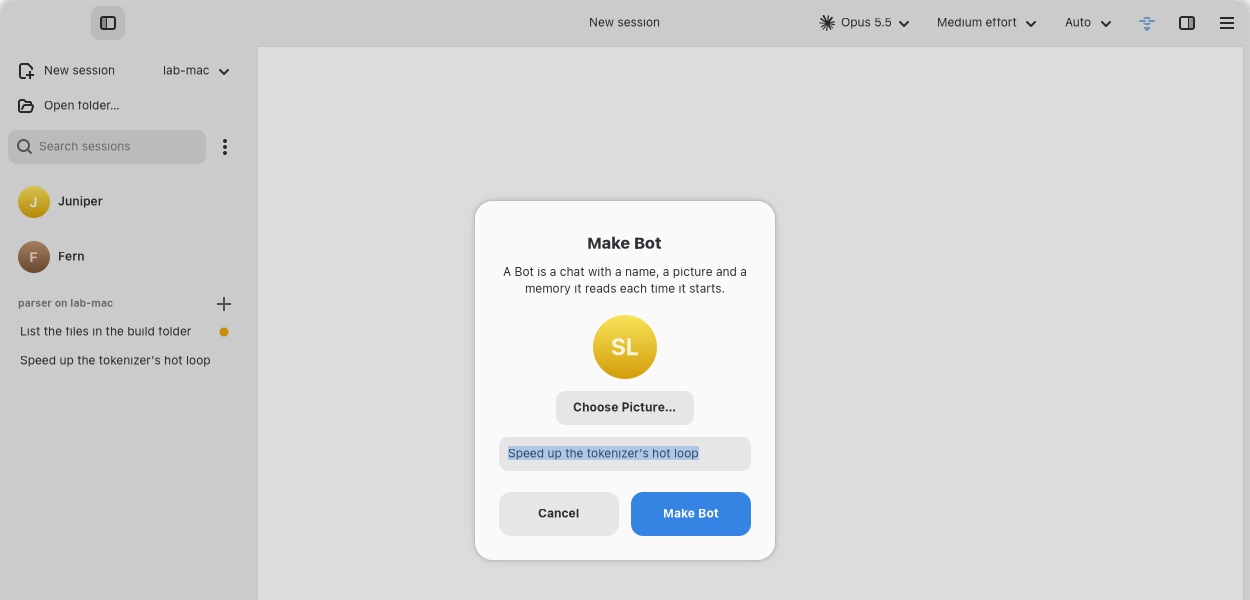 New session
Opus 5.5
Medium effort
Auto
New session
lab-mac
Open folder...
Search sessions
J
Juniper
F
Fern
parser on lab-mac
List the files in the build folder
Speed up the tokenizer's hot loop
Make Bot
A Bot is a chat with a name, a picture and a
memory it reads each time it starts.
SL
Choose Picture...
Speed up the tokenizer's hot loop
Cancel
Make Bot